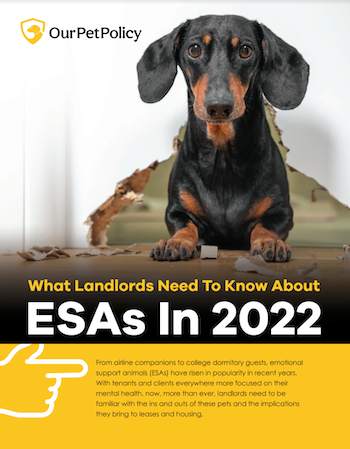 OurPetPolicy
What Landlords Need To Know About
ESAs In 2022
From airline companions to college dormitory guests, emotional
support animals (ESAs) have risen in popularity in recent years.
With tenants and clients everywhere more focused on their
mental health, now, more than ever, landlords need to be
familiar with the ins and outs of these pets and the implications
they bring to leases and housing.